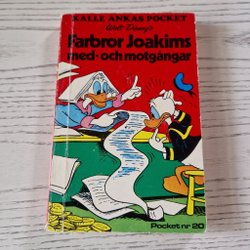 KALLE ANKAS POCKET
Walt Disney's
Farbror Joakims
med- och motgångar
Pocket nr 20